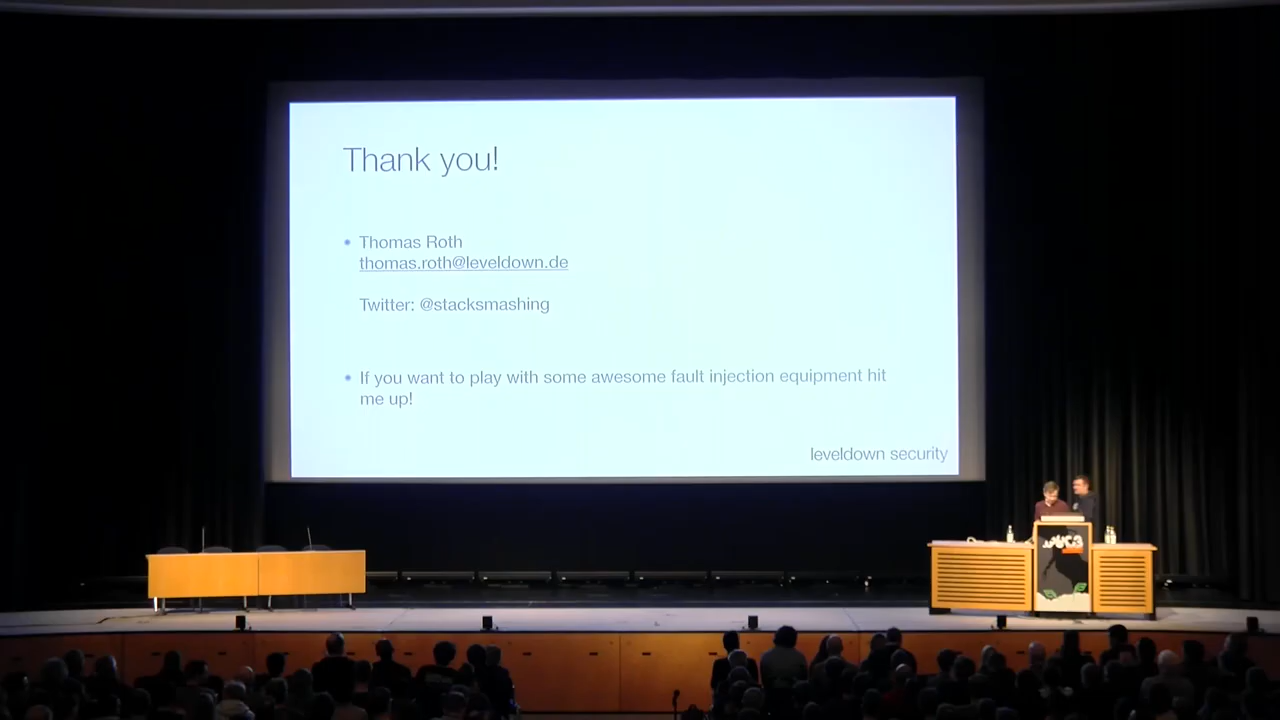 Thank you!
Thomas Roth
thomas.roth@leveldown.de
Twitter: @stacksmashing
If you want to play with some awesome fault injection equipment hit
me up!
leveldown security